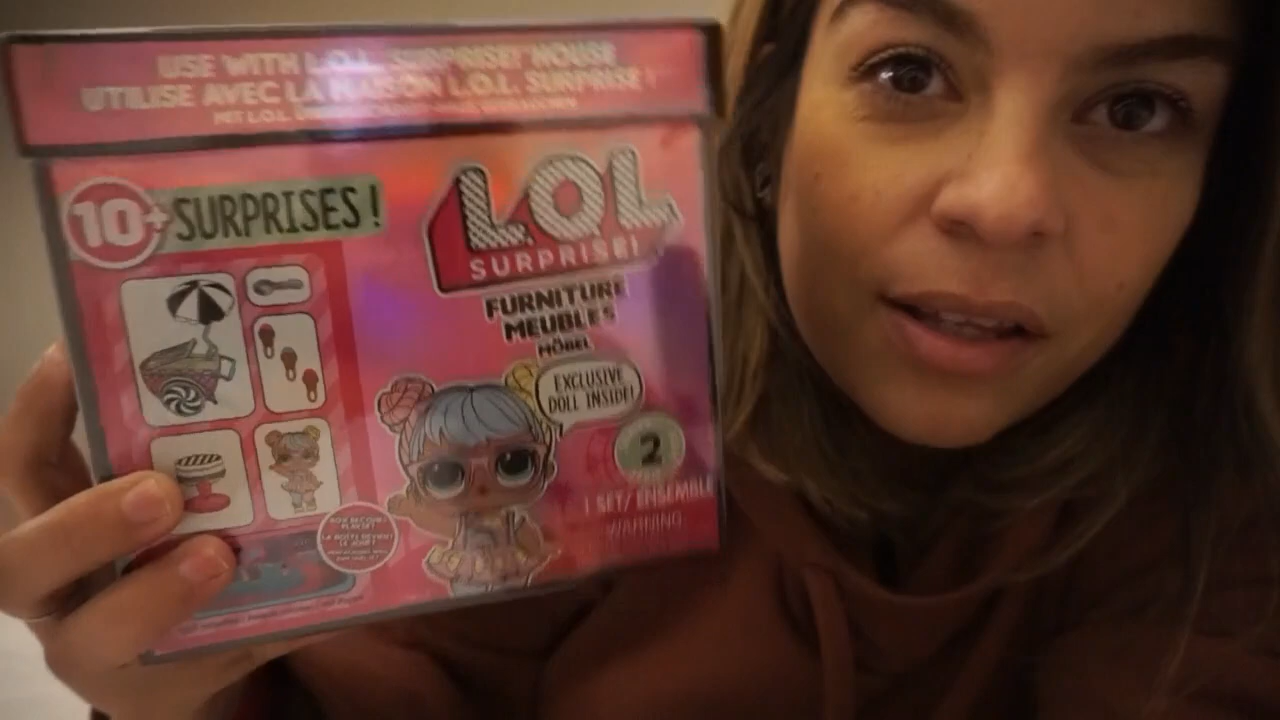 USE WITH L.O.L. SURPRISE! HOUSE
UTILISE AVEC LA MAISON L.O.L. SURPRISE !
10+ SURPRISES !
L.O.L.
SURPRISE!
FURNITURE
MEUBLES
MÖBEL
EXCLUSIVE
DOLL INSIDE!
2
1 SET/ ENSEMBLE
WARNING